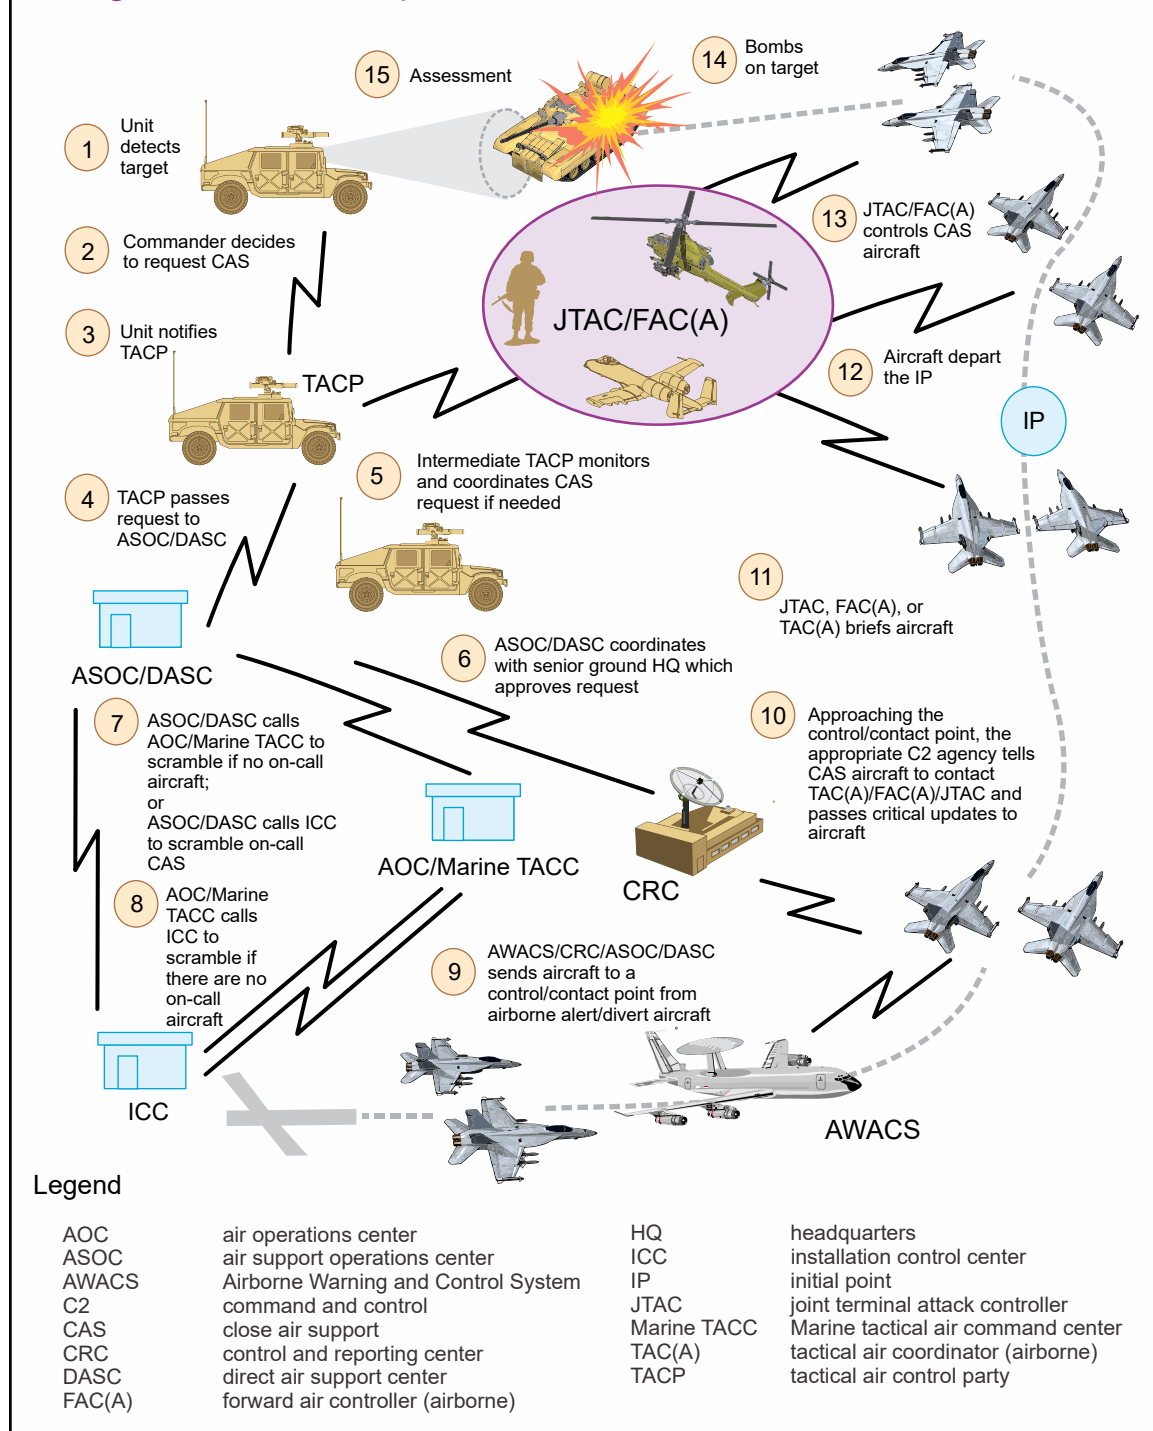 15
Assessment
14
Bombs
on target
1
Unit
detects
target
13
JTAC/FAC(A)
controls CAS
aircraft
2
Commander decides
to request CAS
JTAC/FAC(A)
3
Unit notifies
TACP
TACP
12
Aircraft depart
the IP
IP
4
TACP passes
request to
ASOC/DASC
5
Intermediate TACP monitors
and coordinates CAS
request if needed
11
JTAC, FAC(A), or
TAC(A) briefs aircraft
ASOC/DASC
6
ASOC/DASC coordinates
with senior ground HQ which
approves request
7
ASOC/DASC calls
AOC/Marine TACC to
scramble if no on-call
aircraft;
or
ASOC/DASC calls ICC
to scramble on-call
CAS
10
Approaching the
control/contact point, the
appropriate C2 agency tells
CAS aircraft to contact
TAC(A)/FAC(A)/JTAC and
passes critical updates to
aircraft
AOC/Marine TACC
CRC
8
AOC/Marine
TACC calls
ICC to
scramble if
there are no
on-call
aircraft
9
AWACS/CRC/ASOC/DASC
sends aircraft to a
control/contact point from
airborne alert/divert aircraft
ICC
AWACS
Legend
AOC air operations center
ASOC air support operations center
AWACS Airborne Warning and Control System
C2 command and control
CAS close air support
CRC control and reporting center
DASC direct air support center
FAC(A) forward air controller (airborne)
HQ headquarters
ICC installation control center
IP initial point
JTAC joint terminal attack controller
Marine TACC Marine tactical air command center
TAC(A) tactical air coordinator (airborne)
TACP tactical air control party